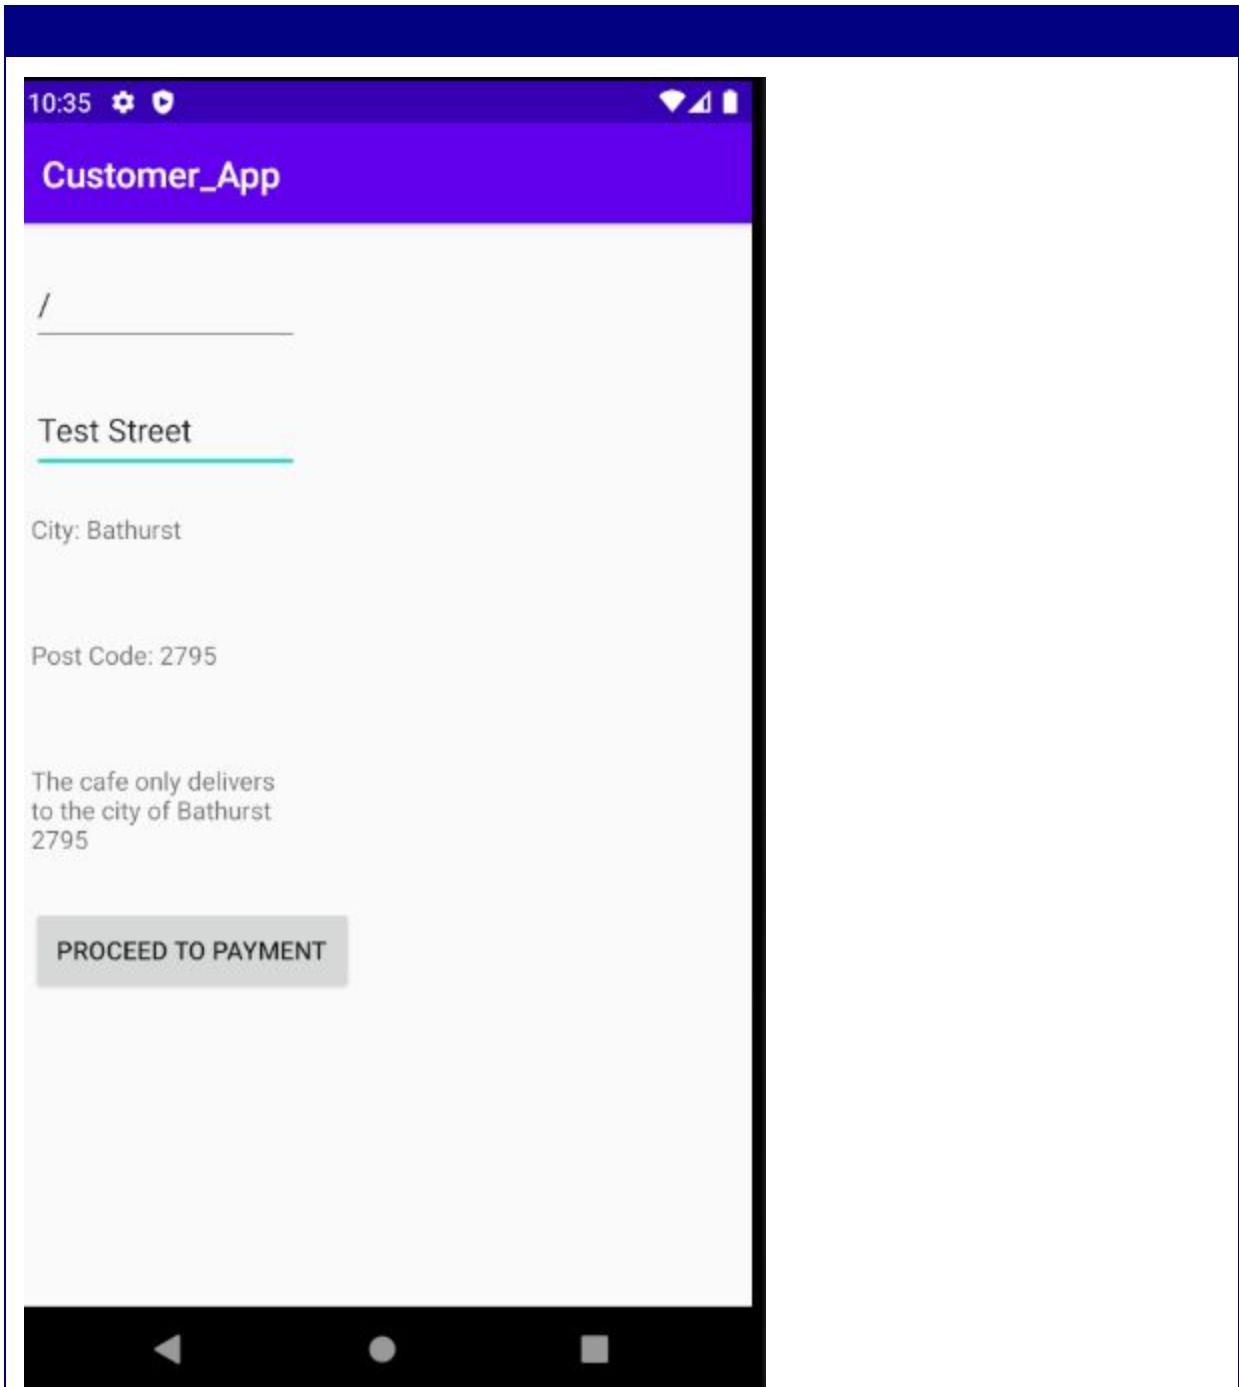 10:35
Customer_App
/
Test Street
City: Bathurst
Post Code: 2795
The cafe only delivers
to the city of Bathurst
2795
PROCEED TO PAYMENT